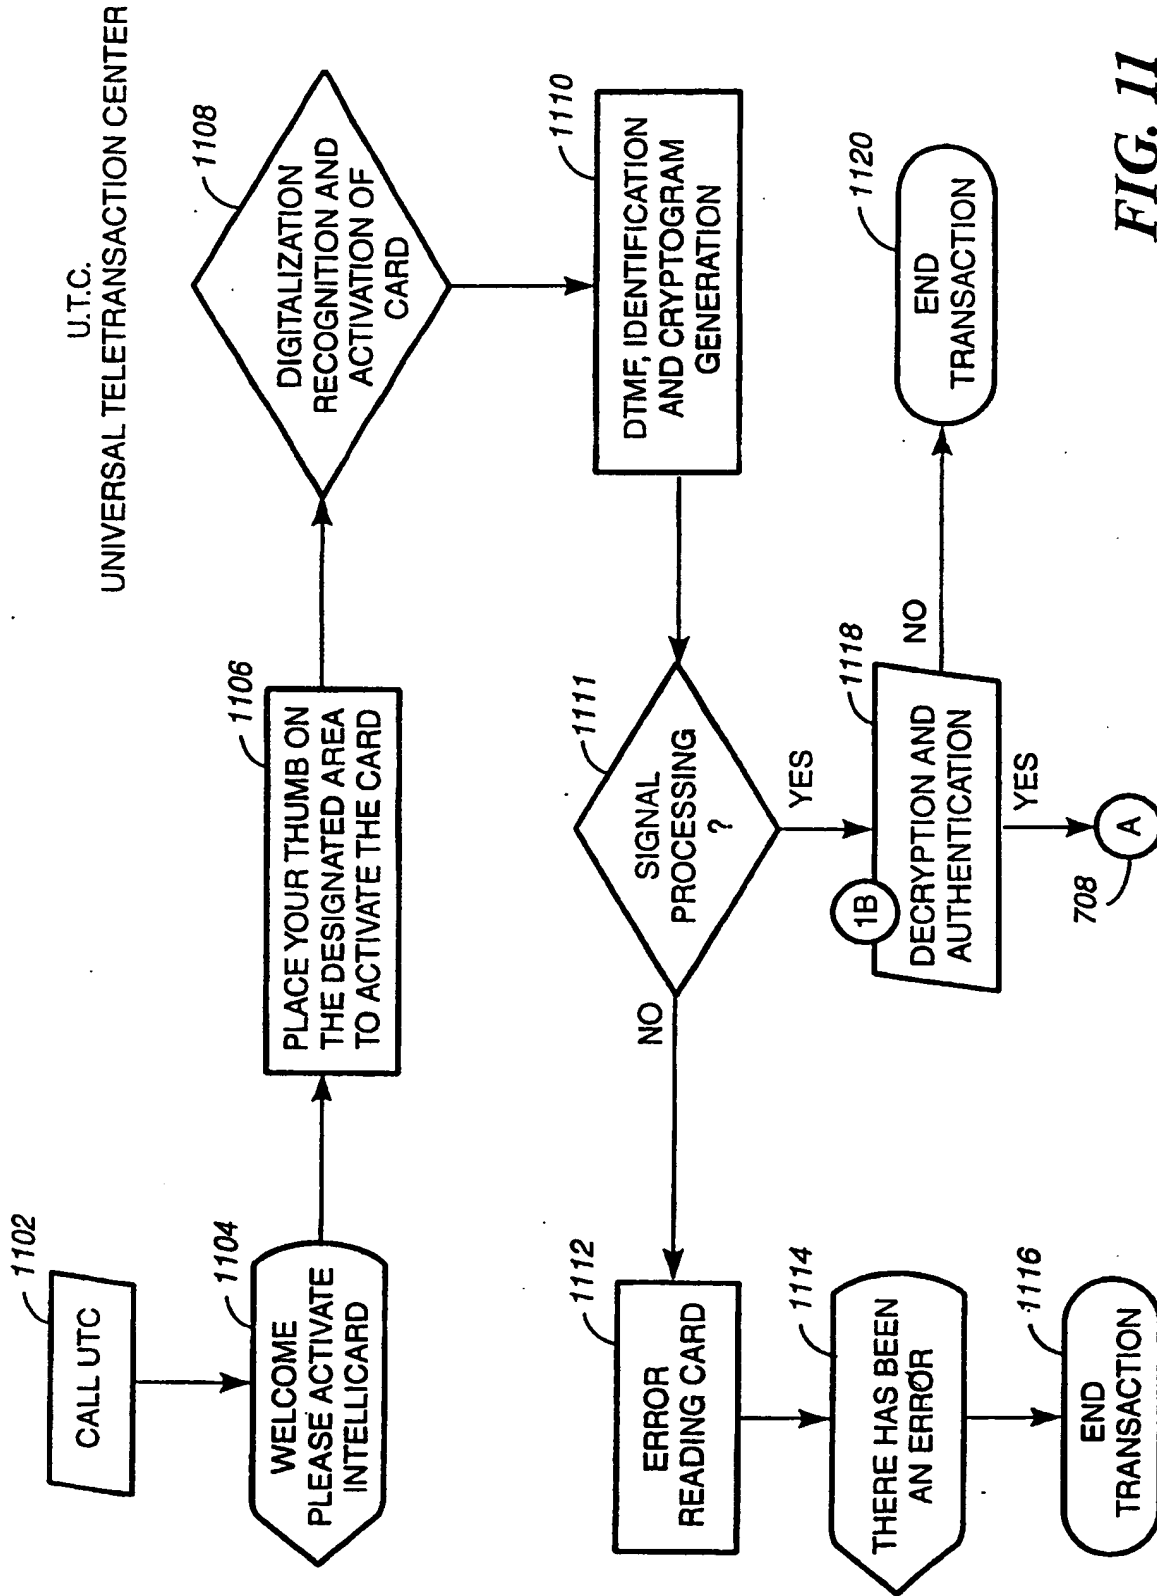 U.T.C.
UNIVERSAL TELETRANSACTION CENTER
1102
CALL UTC
1104
WELCOME
PLEASE ACTIVATE
INTELLICARD
1106
PLACE YOUR THUMB ON
THE DESIGNATED AREA
TO ACTIVATE THE CARD
1108
DIGITALIZATION
RECOGNITION AND
ACTIVATION OF
CARD
1110
DTMF, IDENTIFICATION
AND CRYPTOGRAM
GENERATION
1111
SIGNAL
PROCESSING
?
NO
YES
1112
ERROR
READING CARD
1114
THERE HAS BEEN
AN ERROR
1116
END
TRANSACTION
1118
1B
DECRYPTION AND
AUTHENTICATION
NO
YES
1120
END
TRANSACTION
708
A
FIG. 11